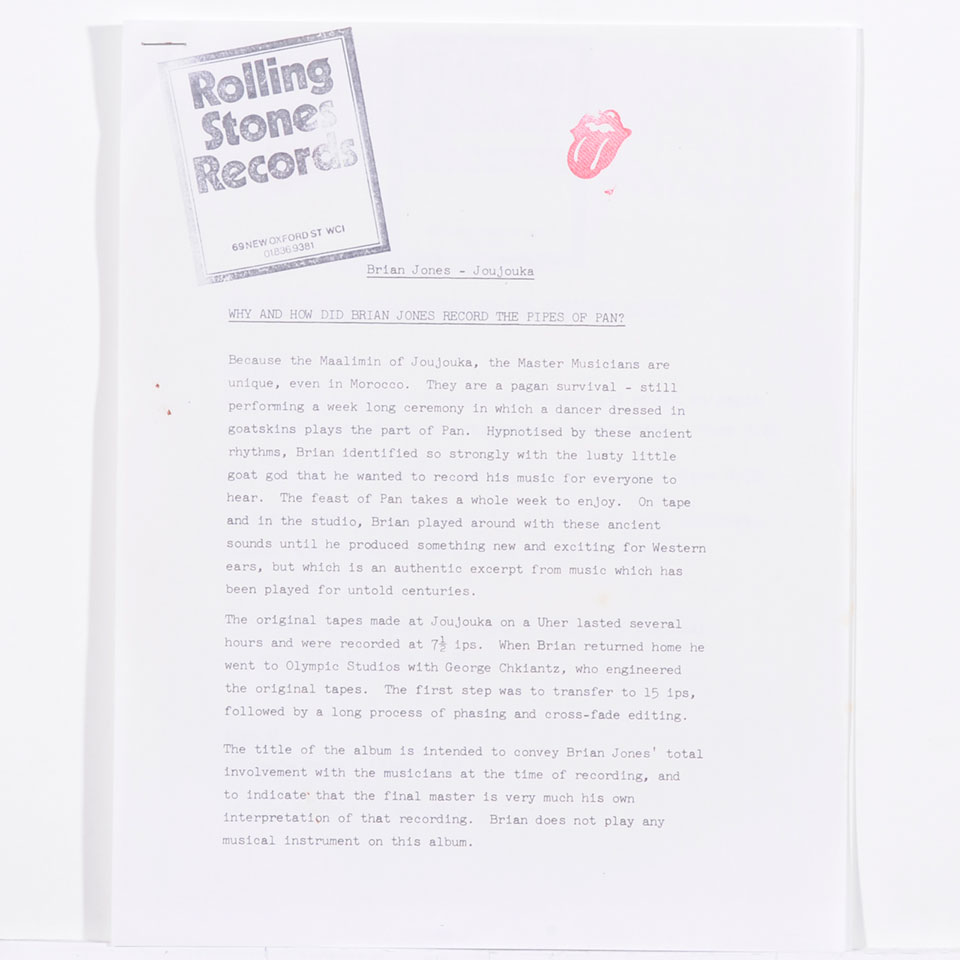 Rolling
Stones
Records
69 NEW OXFORD ST WC1
01.836.9381
Brian Jones - Joujouka
WHY AND HOW DID BRIAN JONES RECORD THE PIPES OF PAN?
Because the Maalimin of Joujouka, the Master Musicians are
unique, even in Morocco. They are a pagan survival - still
performing a week long ceremony in which a dancer dressed in
goatskins plays the part of Pan. Hypnotised by these ancient
rhythms, Brian identified so strongly with the lusty little
goat god that he wanted to record his music for everyone to
hear. The feast of Pan takes a whole week to enjoy. On tape
and in the studio, Brian played around with these ancient
sounds until he produced something new and exciting for Western
ears, but which is an authentic excerpt from music which has
been played for untold centuries.
The original tapes made at Joujouka on a Uher lasted several
hours and were recorded at 7½ ips. When Brian returned home he
went to Olympic Studios with George Chkiantz, who engineered
the original tapes. The first step was to transfer to 15 ips,
followed by a long process of phasing and cross-fade editing.
The title of the album is intended to convey Brian Jones' total
involvement with the musicians at the time of recording, and
to indicate that the final master is very much his own
interpretation of that recording. Brian does not play any
musical instrument on this album.